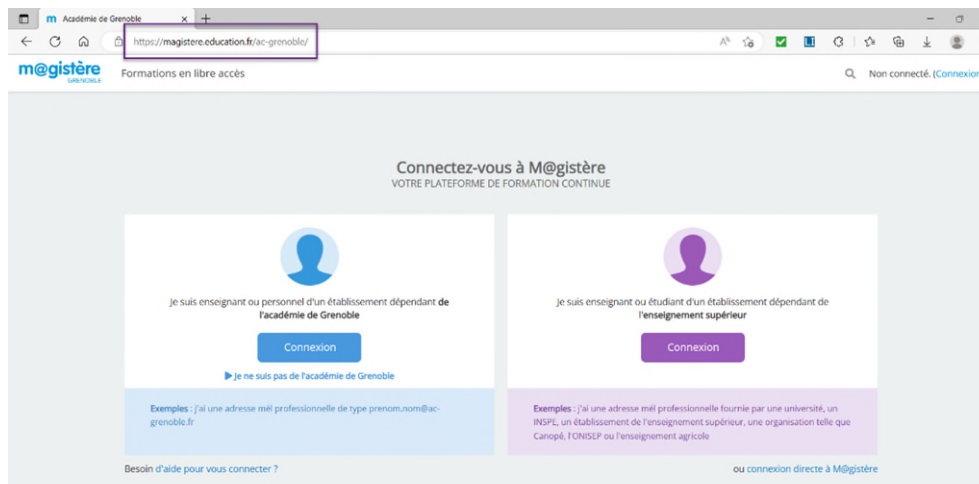 m Académie de Grenoble
https://magistere.education.fr/ac-grenoble/
m@gistère
GRENOBLE
Formations en libre accès
Non connecté. (Connexion
Connectez-vous à M@gistère
VOTRE PLATEFORME DE FORMATION CONTINUE
Je suis enseignant ou personnel d'un établissement dépendant de
l'académie de Grenoble
Connexion
Je ne suis pas de l'académie de Grenoble
Exemples : j'ai une adresse mél professionnelle de type prenom.nom@ac-
grenoble.fr
Je suis enseignant ou étudiant d'un établissement dépendant de
l'enseignement supérieur
Connexion
Exemples : j'ai une adresse mél professionnelle fournie par une université, un
INSPE, un établissement de l'enseignement supérieur, une organisation telle que
Canopé, l'ONISEP ou l'enseignement agricole
Besoin d'aide pour vous connecter ?
ou connexion directe à M@gistère